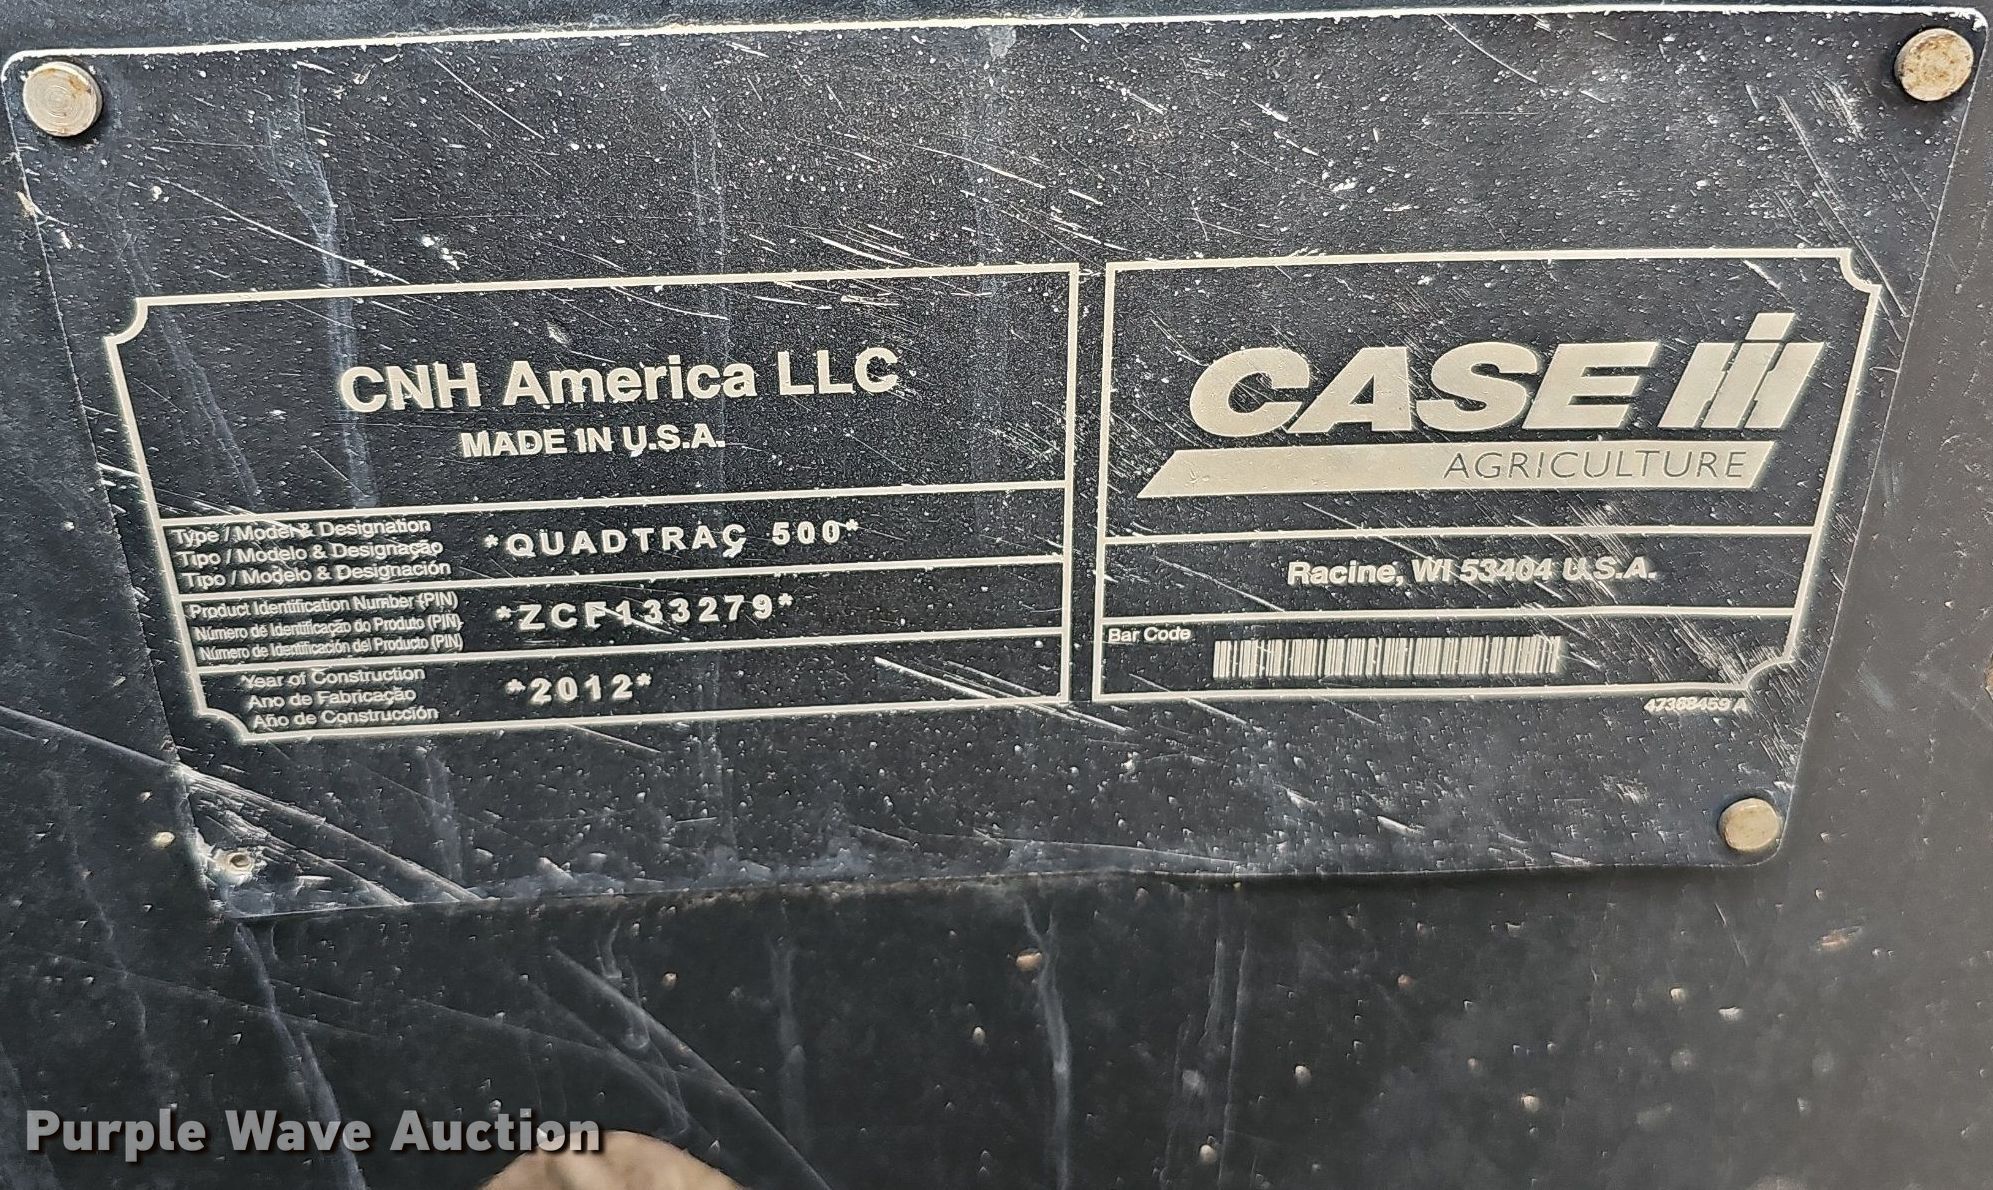 CNH America LLC
MADE IN U.S.A.
Type / Model & Designation
Tipo / Modelo & Designação
Tipo / Modelo & Designación
*QUADTRAC 500*
Product Identification Number (PIN)
Número de Identificação do Produto (PIN)
Número de Identificación del Producto (PIN)
*ZCF133279*
Year of Construction
Ano de Fabricação
Año de Construcción
*2012*
CASE IH
AGRICULTURE
Racine, WI 53404 U.S.A.
Bar Code
47368459 A
Purple Wave Auction